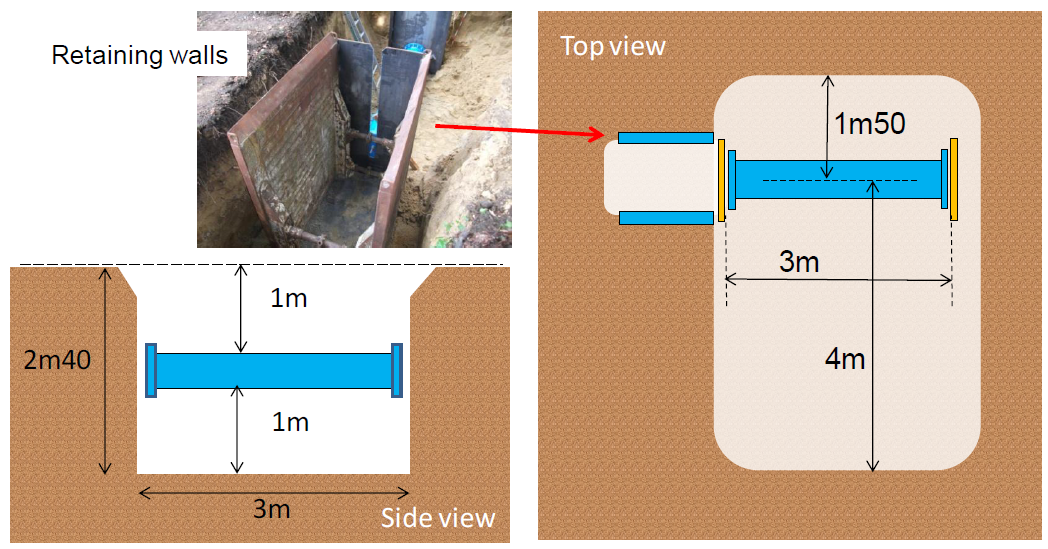 Retaining walls
Top view
1m50
3m
4m
1m
2m40
1m
3m
Side view